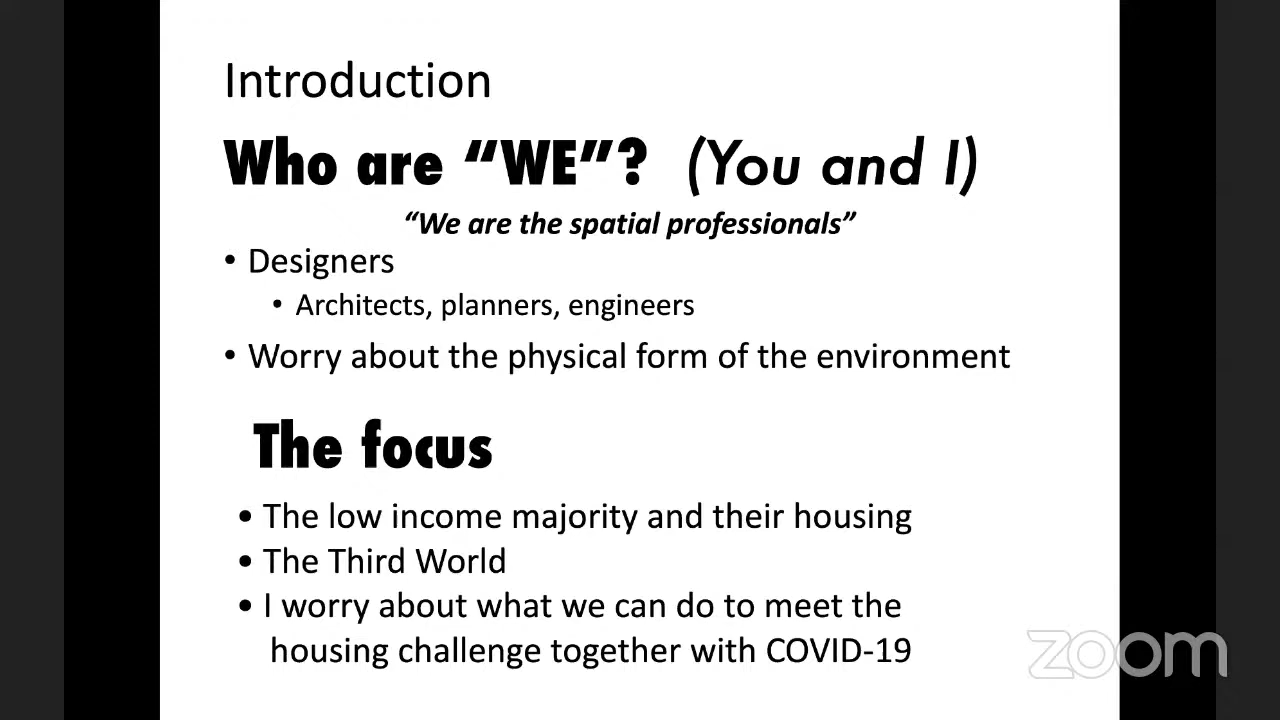 Introduction
Who are “WE”? (You and I)
“We are the spatial professionals”
• Designers
• Architects, planners, engineers
• Worry about the physical form of the environment
The focus
• The low income majority and their housing
• The Third World
• I worry about what we can do to meet the
housing challenge together with COVID-19
zoom